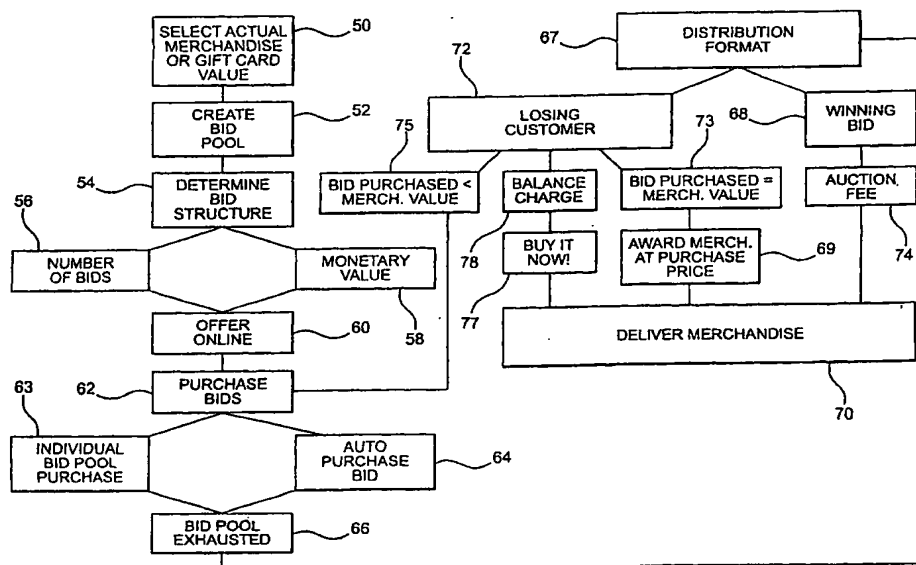 SELECT ACTUAL
MERCHANDISE
OR GIFT CARD
VALUE
50
CREATE
BID
POOL
52
54
DETERMINE
BID
STRUCTURE
56
NUMBER
OF BIDS
MONETARY
VALUE
58
OFFER
ONLINE
60
62
PURCHASE
BIDS
63
INDIVIDUAL
BID POOL
PURCHASE
AUTO
PURCHASE
BID
64
BID POOL
EXHAUSTED
66
67
DISTRIBUTION
FORMAT
72
LOSING
CUSTOMER
68
WINNING
BID
75
BID PURCHASED <
MERCH. VALUE
BALANCE
CHARGE
78
73
BID PURCHASED =
MERCH. VALUE
AUCTION
FEE
74
BUY IT
NOW!
77
AWARD MERCH.
AT PURCHASE
PRICE
69
DELIVER MERCHANDISE
70